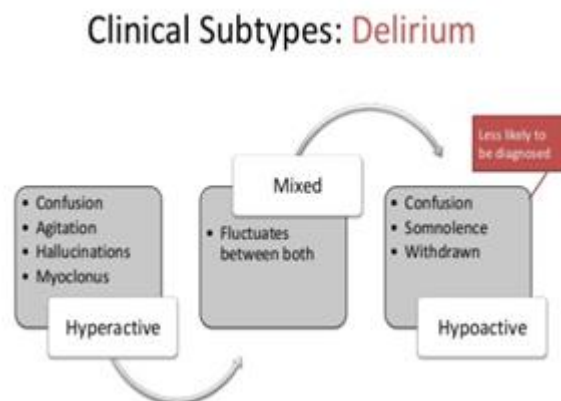 Clinical Subtypes: Delirium
Less likely to
be diagnosed
• Confusion
• Agitation
• Hallucinations
• Myoclonus
Hyperactive
Mixed
• Fluctuates
between both
• Confusion
• Somnolence
• Withdrawn
Hypoactive